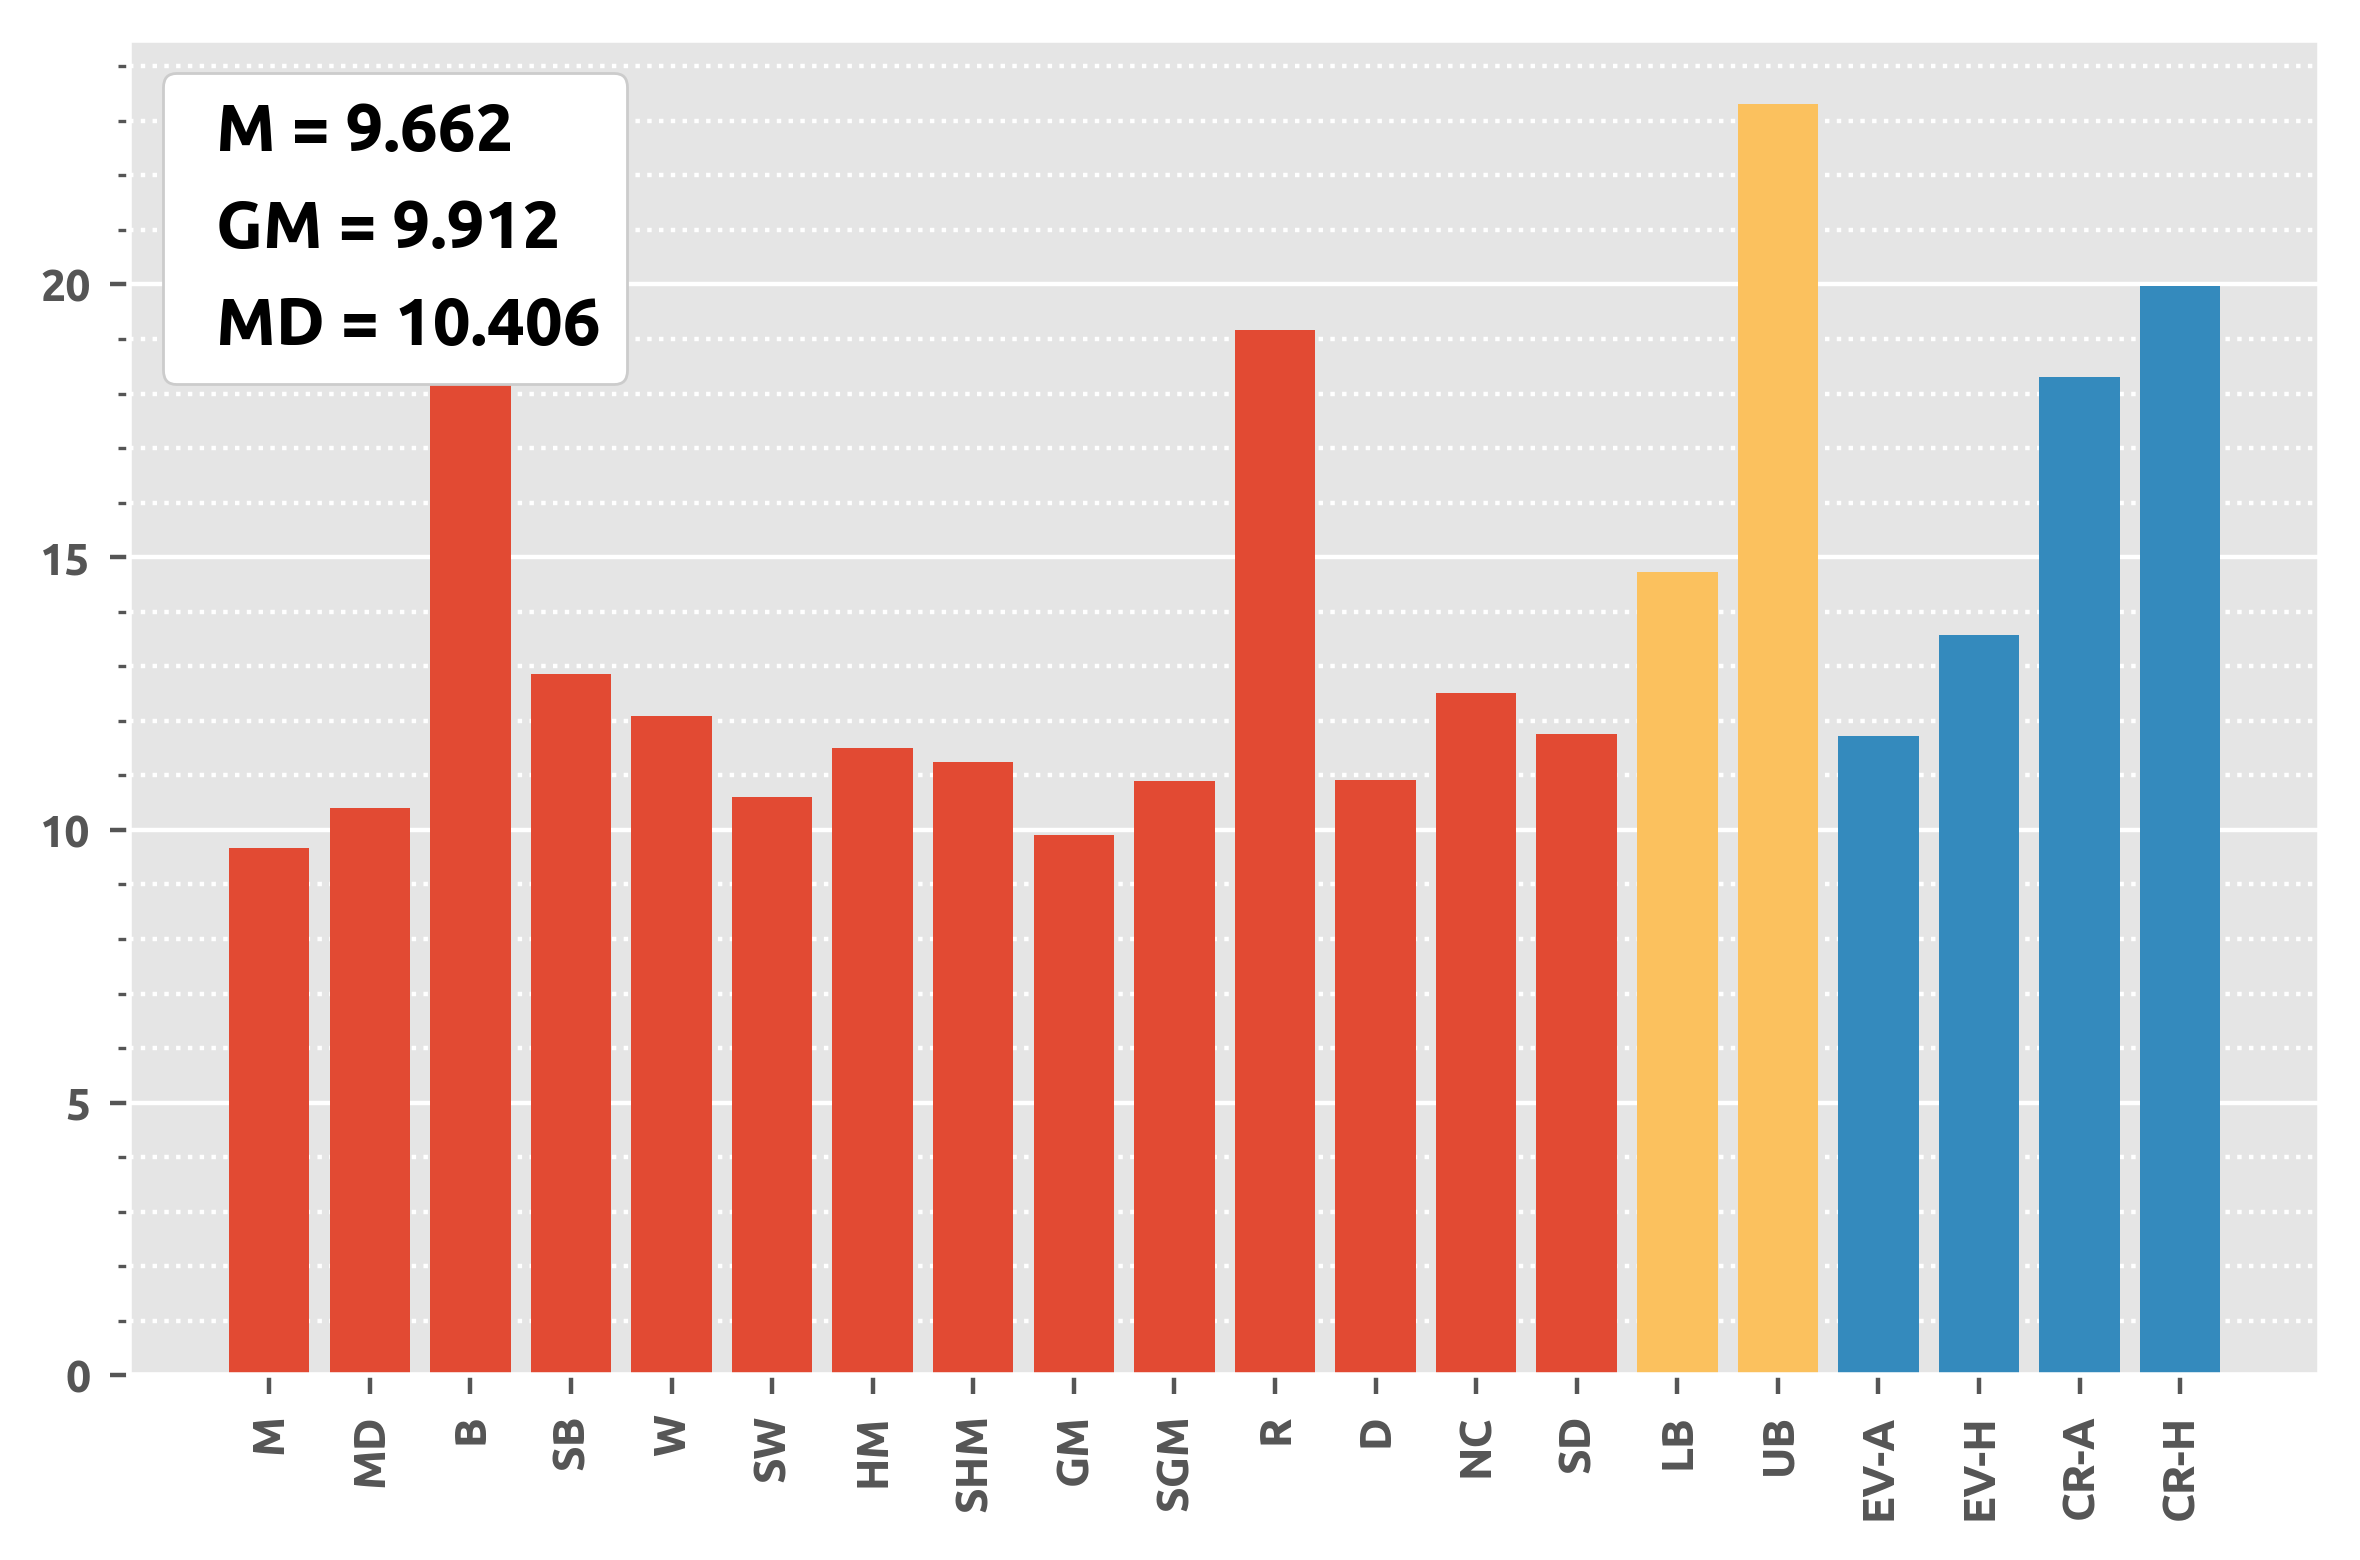 M = 9.662
GM = 9.912
MD = 10.406
20
15
10
5
0
M MD B SB W SW HM SHM GM SGM R D NC SD LB UB EV-A EV-H CR-A CR-H